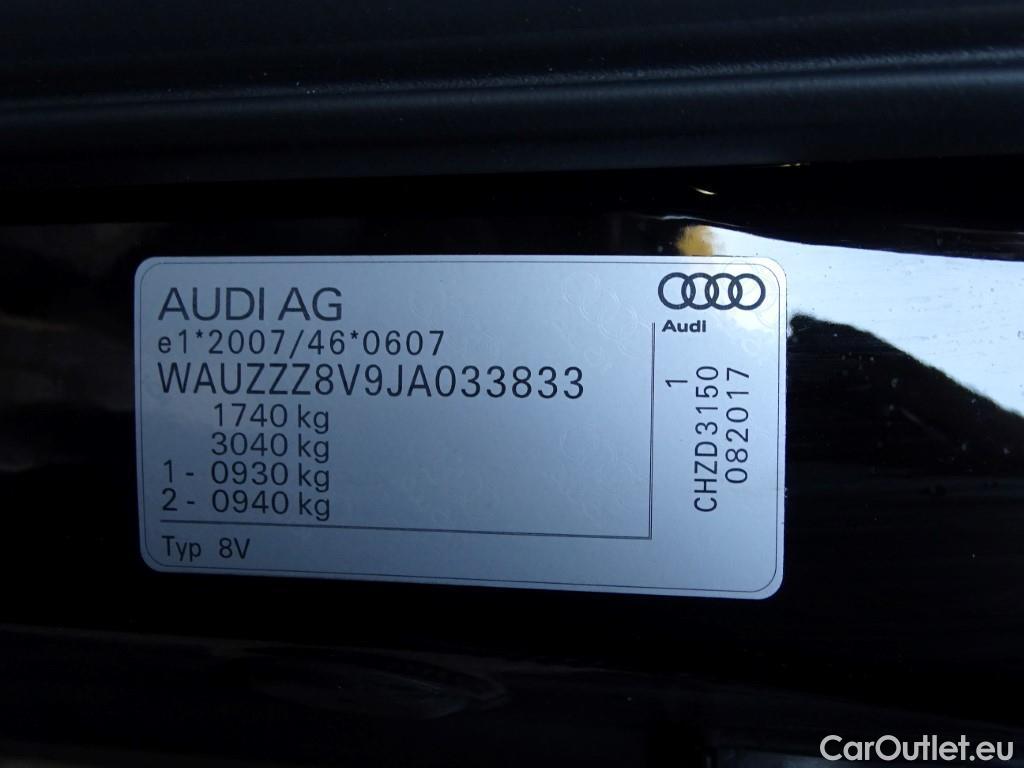 AUDI AG
e1*2007/46*0607
WAUZZZ8V9JA033833
1740 kg
3040 kg
1 - 0930 kg
2 - 0940 kg
Typ 8V
Audi
1
CHZD3150
082017
CarOutlet.eu